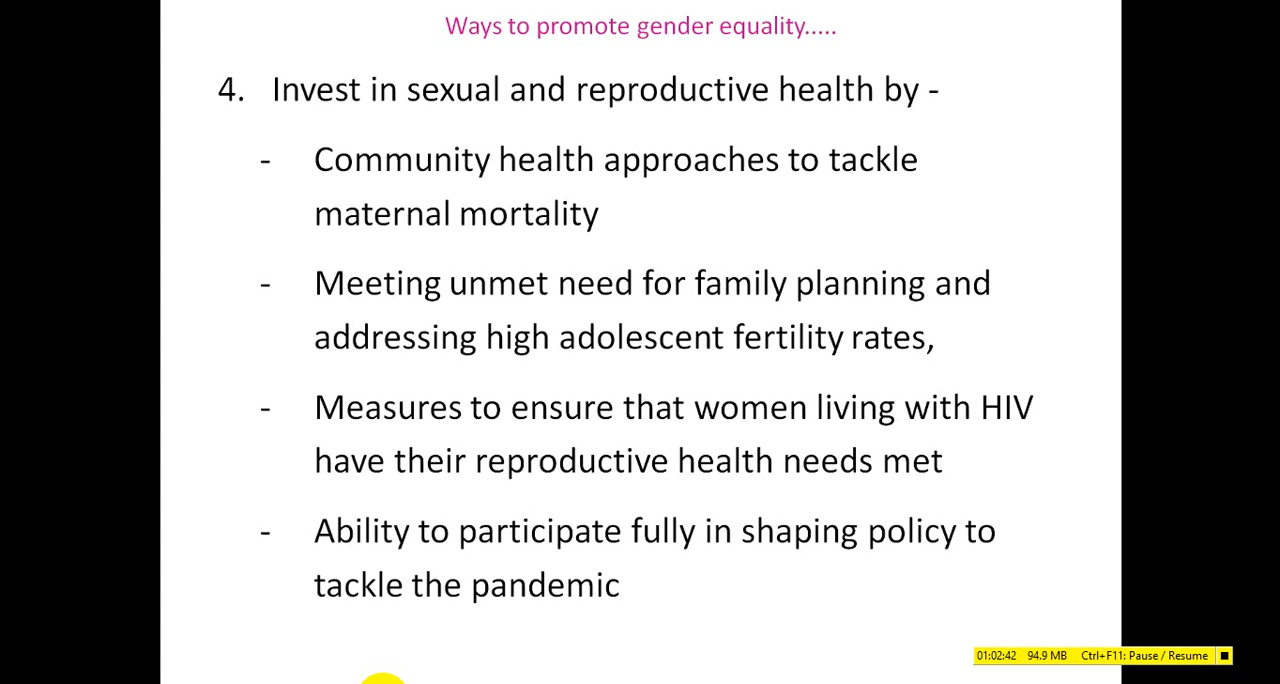 Ways to promote gender equality.....
4. Invest in sexual and reproductive health by -
- Community health approaches to tackle
maternal mortality
- Meeting unmet need for family planning and
addressing high adolescent fertility rates,
- Measures to ensure that women living with HIV
have their reproductive health needs met
- Ability to participate fully in shaping policy to
tackle the pandemic
01:02:42 94.9 MB Ctrl+F11: Pause / Resume